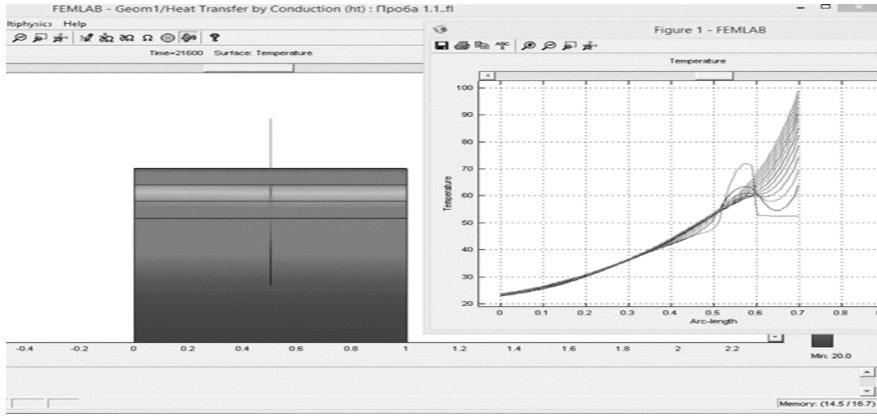 FEMLAB - Geom1/Heat Transfer by Conduction (ht) : Проба 1.1..fl
ltiphysics Help
Time=21600 Surface: Temperature
Figure 1 - FEMLAB
Temperature
100
90
80
70
60
50
40
30
20
Temperature
0 0.1 0.2 0.3 0.4 0.5 0.6 0.7 0.8
Arc-length
-0.4 -0.2 0 0.2 0.4 0.6 0.8 1 1.2 1.4 1.6 1.8 2 2.2
Min: 20.0
Memory: (14.5 / 16.7)